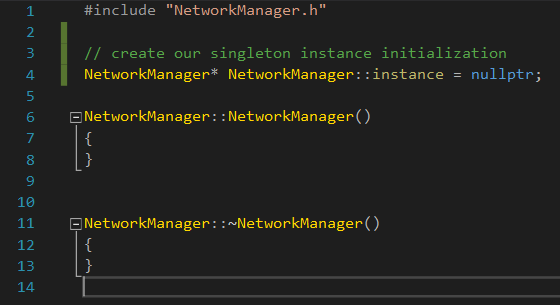 1 #include "NetworkManager.h"
2
3 // create our singleton instance initialization
4 NetworkManager* NetworkManager::instance = nullptr;
5
6 NetworkManager::NetworkManager()
7 {
8 }
9
10
11 NetworkManager::~NetworkManager()
12 {
13 }
14